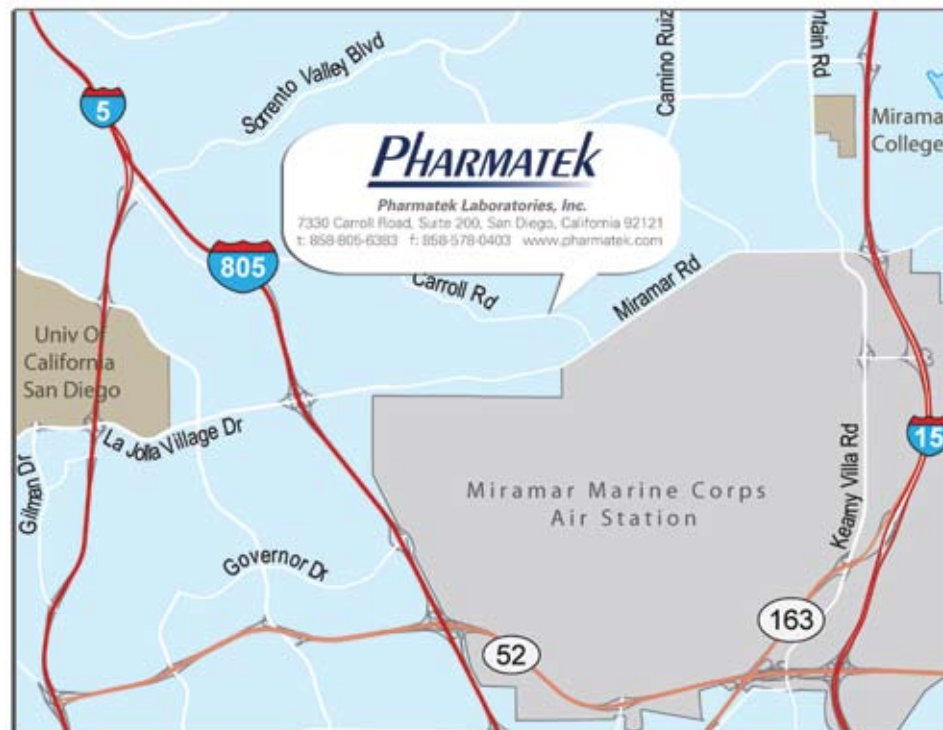 5
Sorrento Valley Blvd
Camino Ruiz
ntain Rd
Miramar
College
PHARMATEK
Pharmatek Laboratories, Inc.
7330 Carroll Road, Suite 200, San Diego, California 92121
t: 858-805-6383 f: 858-578-0403 www.pharmatek.com
805
Carroll Rd
Miramar Rd
Univ Of
California
San Diego
La Jolla Village Dr
Gilman Dr
15
Kearny Villa Rd
Miramar Marine Corps
Air Station
Governor Dr
163
52